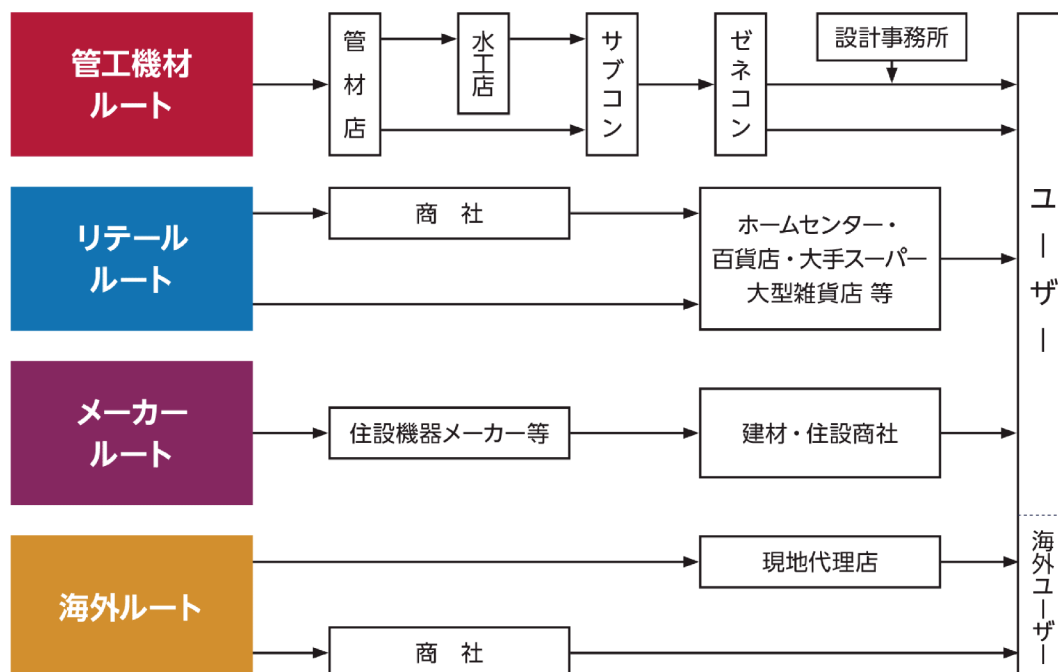 管工機材
ルート
管材店
水工店
サブコン
ゼネコン
設計事務所
リテール
ルート
商　社
ホームセンター・
百貨店・大手スーパー
大型雑貨店 等
メーカー
ルート
住設機器メーカー等
建材・住設商社
海外ルート
現地代理店
商　社
ユーザー
海外ユーザー